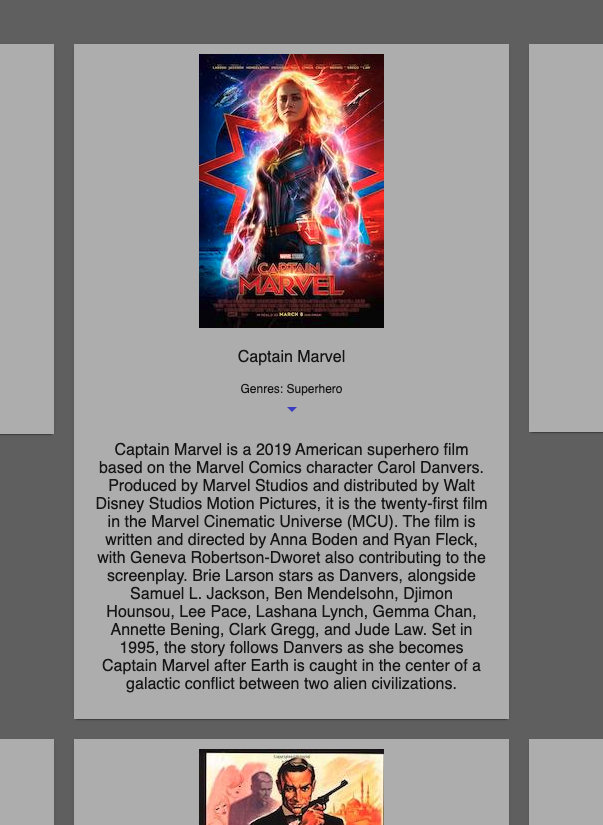 CAPTAIN
MARVEL
MARCH 8
Captain Marvel
Genres: Superhero
Captain Marvel is a 2019 American superhero film
based on the Marvel Comics character Carol Danvers.
Produced by Marvel Studios and distributed by Walt
Disney Studios Motion Pictures, it is the twenty-first film
in the Marvel Cinematic Universe (MCU). The film is
written and directed by Anna Boden and Ryan Fleck,
with Geneva Robertson-Dworet also contributing to the
screenplay. Brie Larson stars as Danvers, alongside
Samuel L. Jackson, Ben Mendelsohn, Djimon
Hounsou, Lee Pace, Lashana Lynch, Gemma Chan,
Annette Bening, Clark Gregg, and Jude Law. Set in
1995, the story follows Danvers as she becomes
Captain Marvel after Earth is caught in the center of a
galactic conflict between two alien civilizations.